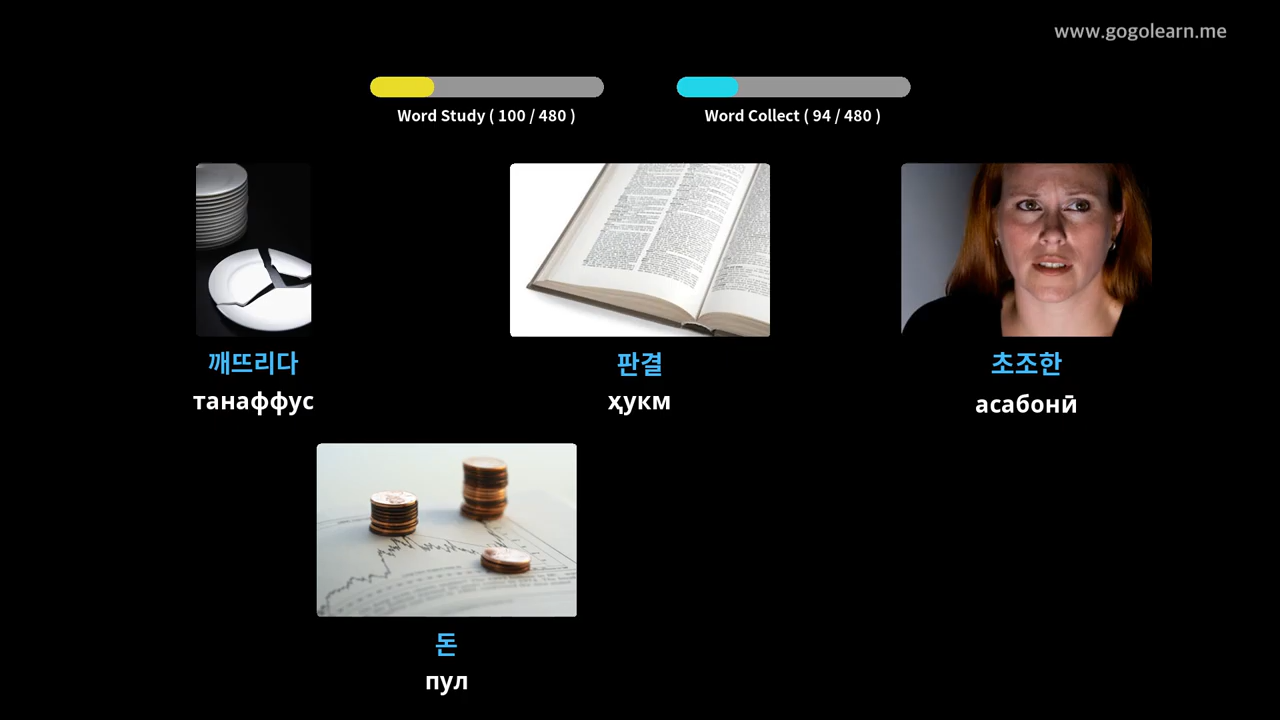 www.gogolearn.me
Word Study ( 100 / 480 )
Word Collect ( 94 / 480 )
깨뜨리다
танаффус
판결
ҳукм
초조한
асабонӣ
돈
пул